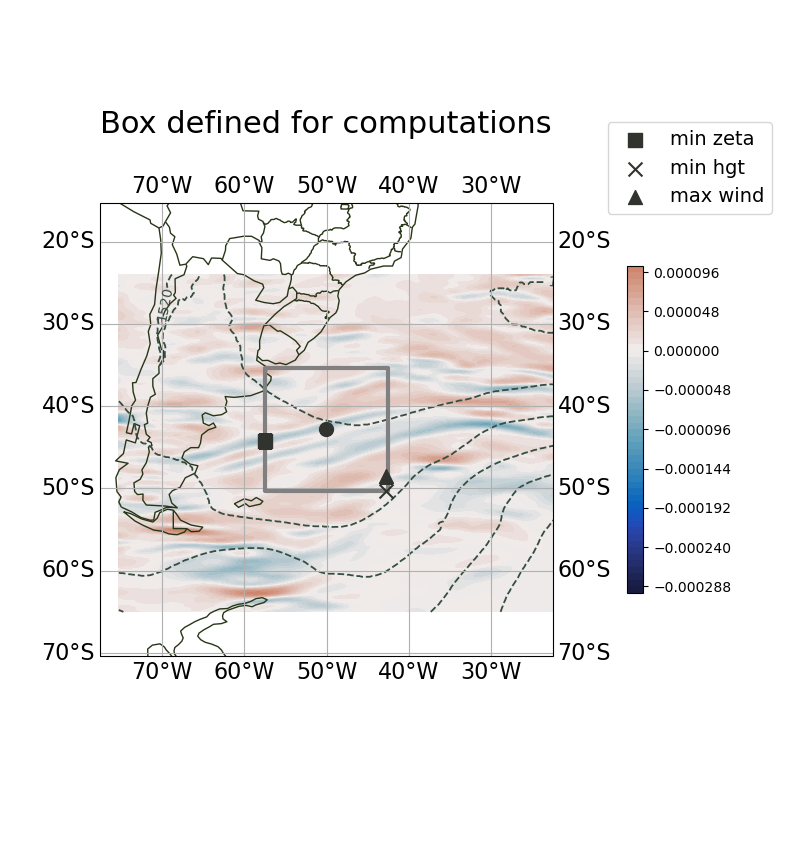 Box defined for computations
min zeta
min hgt
max wind
70°W 60°W 50°W 40°W 30°W
20°S 20°S
30°S 30°S
40°S 40°S
50°S 50°S
60°S 60°S
70°S 70°S
70°W 60°W 50°W 40°W 30°W
0.000096
0.000048
0.000000
−0.000048
−0.000096
−0.000144
−0.000192
−0.000240
−0.000288